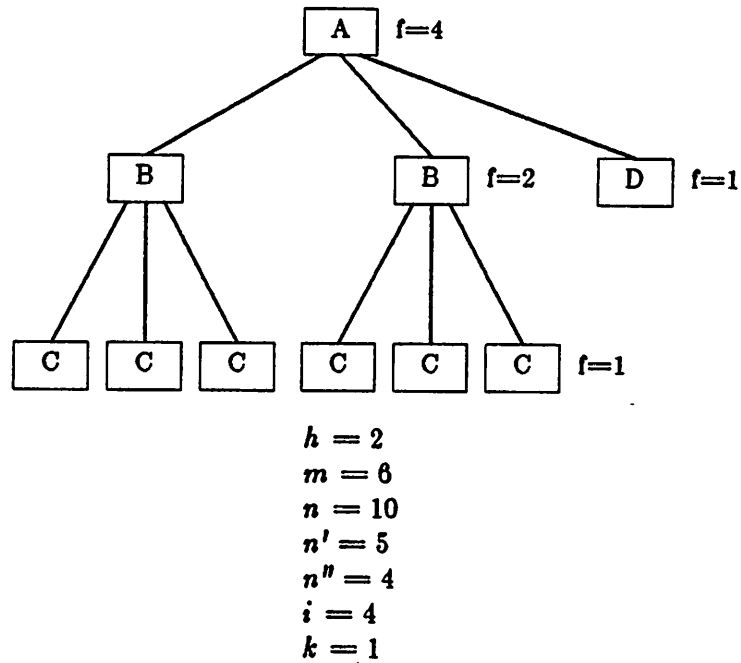 A f=4
B B f=2 D f=1
C C C C C C f=1
h = 2
m = 6
n = 10
n' = 5
n" = 4
i = 4
k = 1